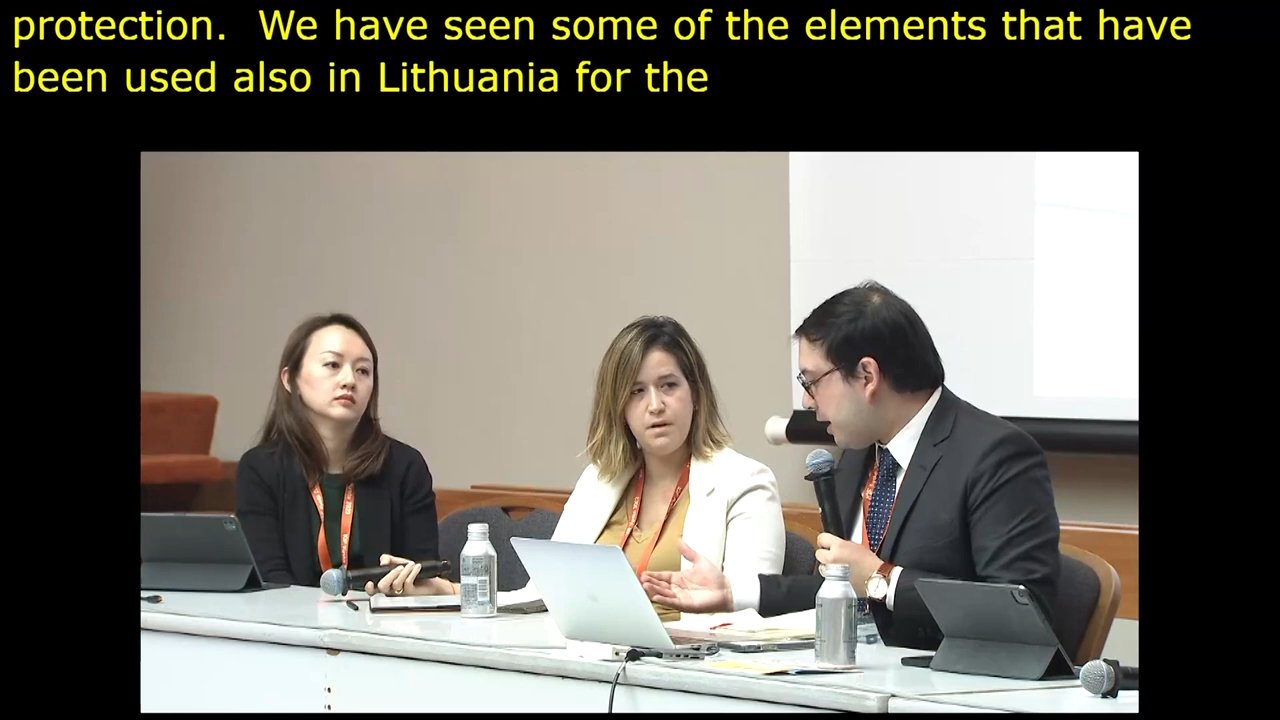 protection.  We have seen some of the elements that have
been used also in Lithuania for the